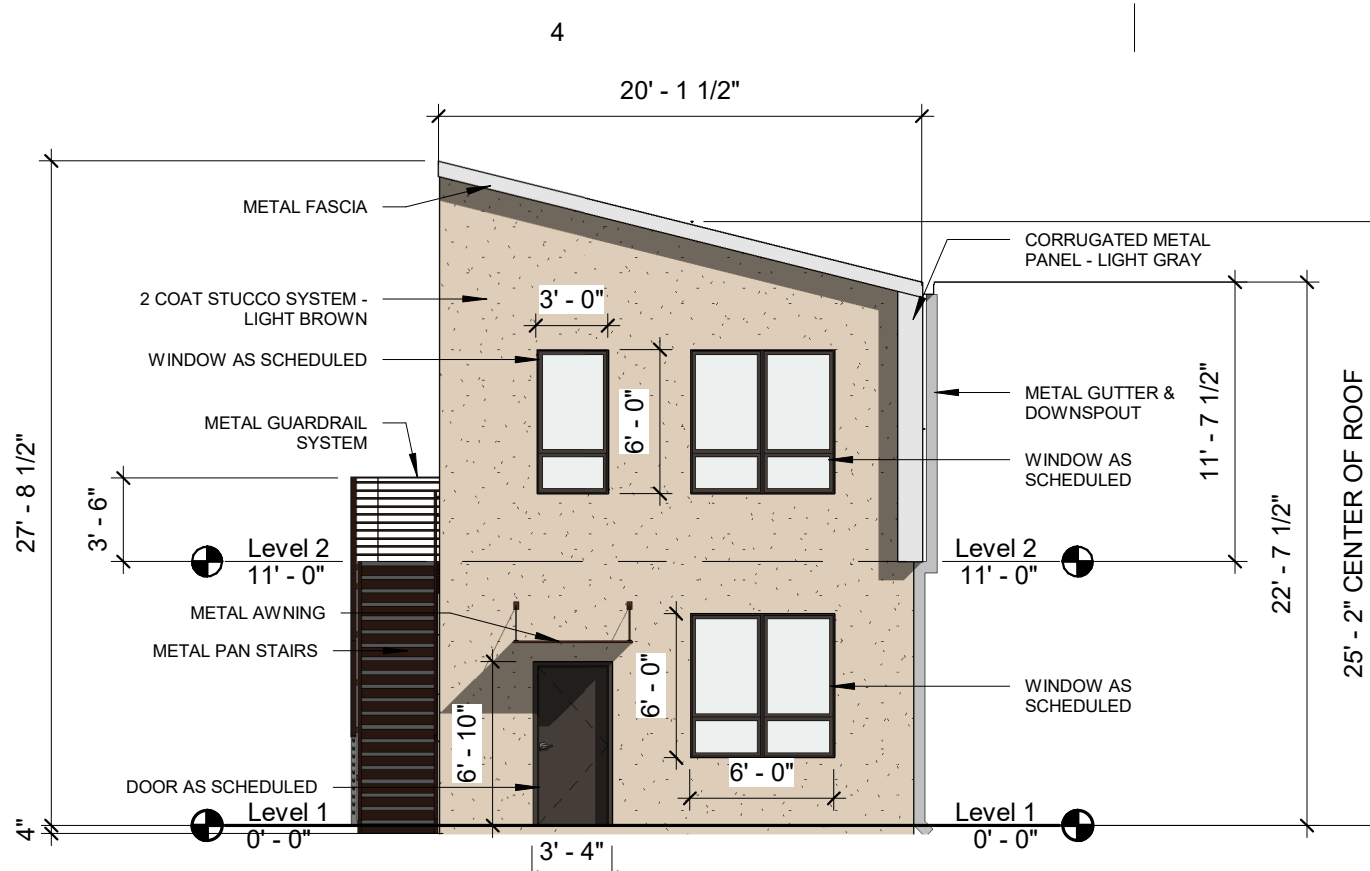 4
20' - 1 1/2"
METAL FASCIA
CORRUGATED METAL
PANEL - LIGHT GRAY
2 COAT STUCCO SYSTEM -
LIGHT BROWN
3' - 0"
WINDOW AS SCHEDULED
6' - 0"
METAL GUTTER &
DOWNSPOUT
11' - 7 1/2"
METAL GUARDRAIL
SYSTEM
WINDOW AS
SCHEDULED
27' - 8 1/2"
3' - 6"
22' - 7 1/2"
25' - 2" CENTER OF ROOF
Level 2
11' - 0"
Level 2
11' - 0"
METAL AWNING
METAL PAN STAIRS
6' - 0"
WINDOW AS
SCHEDULED
6' - 10"
6' - 0"
DOOR AS SCHEDULED
4"
Level 1
0' - 0"
Level 1
0' - 0"
3' - 4"